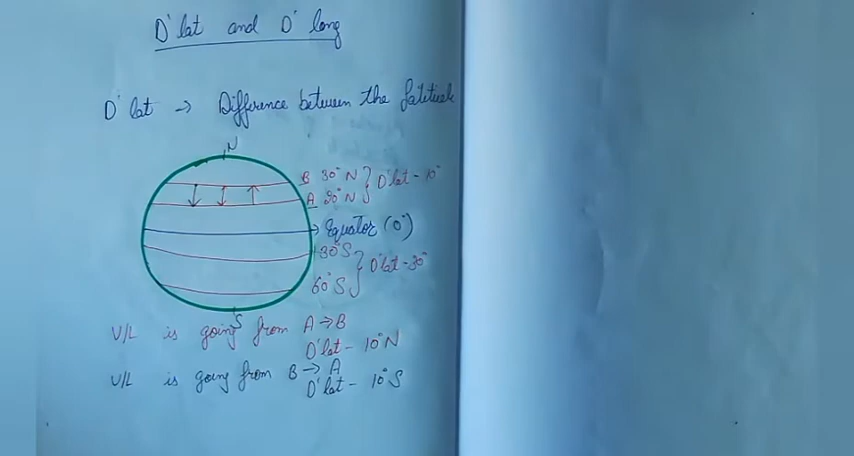 D'lat and D'long
D'lat → Difference between the latitude
N
B 30°N } D'lat - 10°
A 20°N
→ Equator (0°)
30°S } D'lat - 30°
60°S
S
V/L is going from A → B
D'lat - 10°N
V/L is going from B → A
D'lat - 10°S